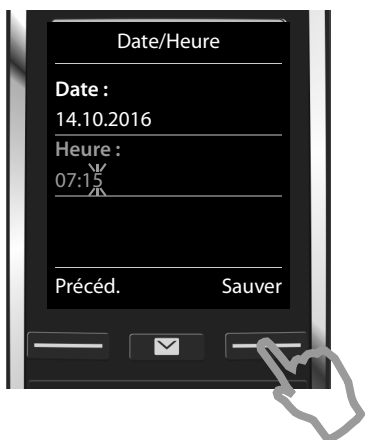 Date/Heure
Date :
14.10.2016
Heure :
07:15
Précéd. Sauver